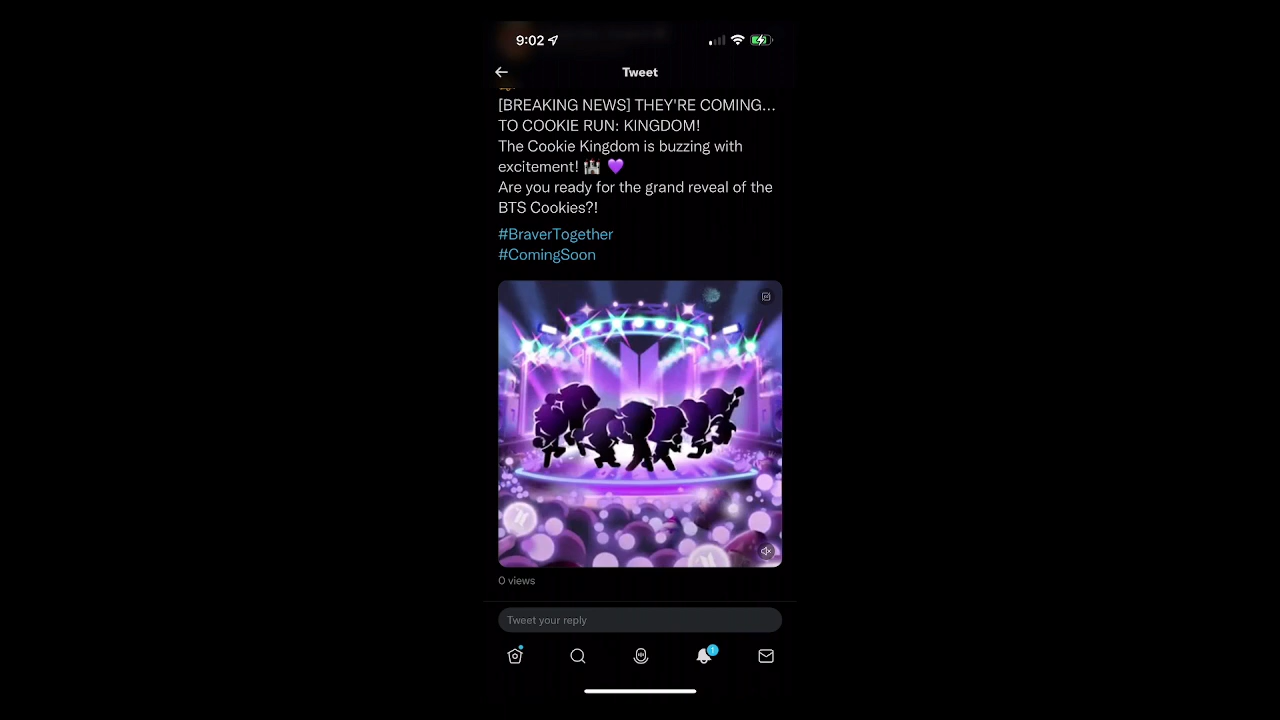 9:02
Tweet
[BREAKING NEWS] THEY'RE COMING...
TO COOKIE RUN: KINGDOM!
The Cookie Kingdom is buzzing with
excitement! 🏰 💜
Are you ready for the grand reveal of the
BTS Cookies?!
#BraverTogether
#ComingSoon
0 views
Tweet your reply
1